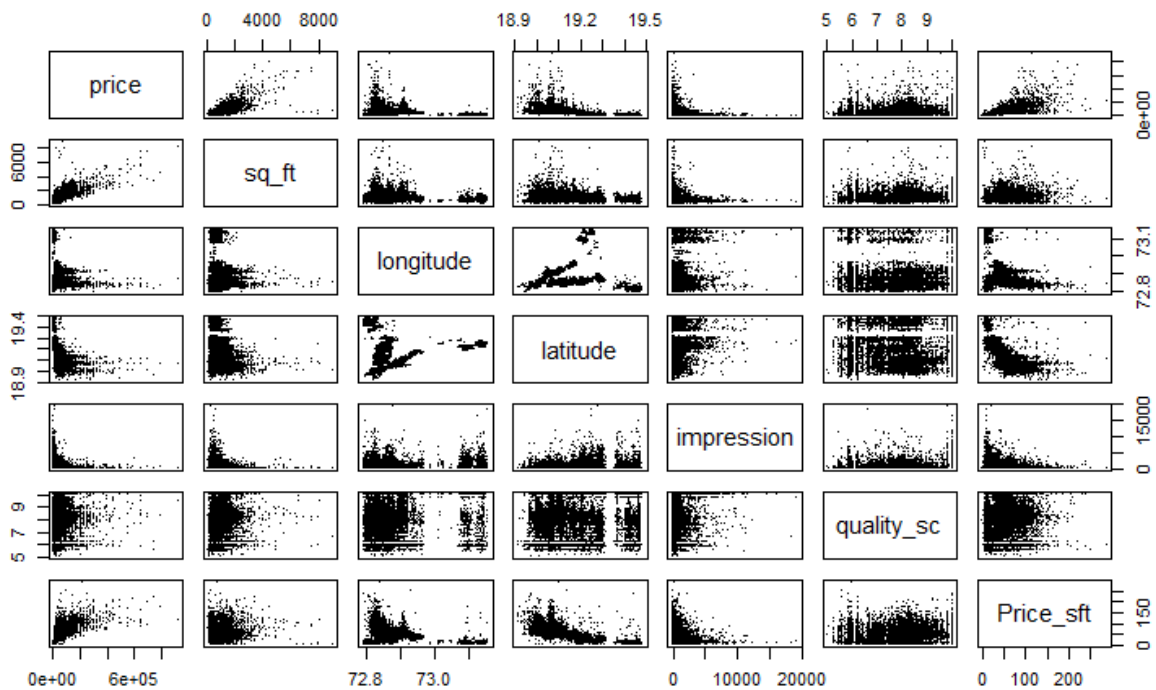 0 4000 8000 18.9 19.2 19.5 5 6 7 8 9
price 0e+00
0 6000 sq_ft
longitude 72.8 73.1
18.9 19.4 latitude
impression 0 15000
5 7 9 quality_sc
Price_sft 0 50 150
0e+00 6e+05 72.8 73.0 0 10000 20000 0 100 200